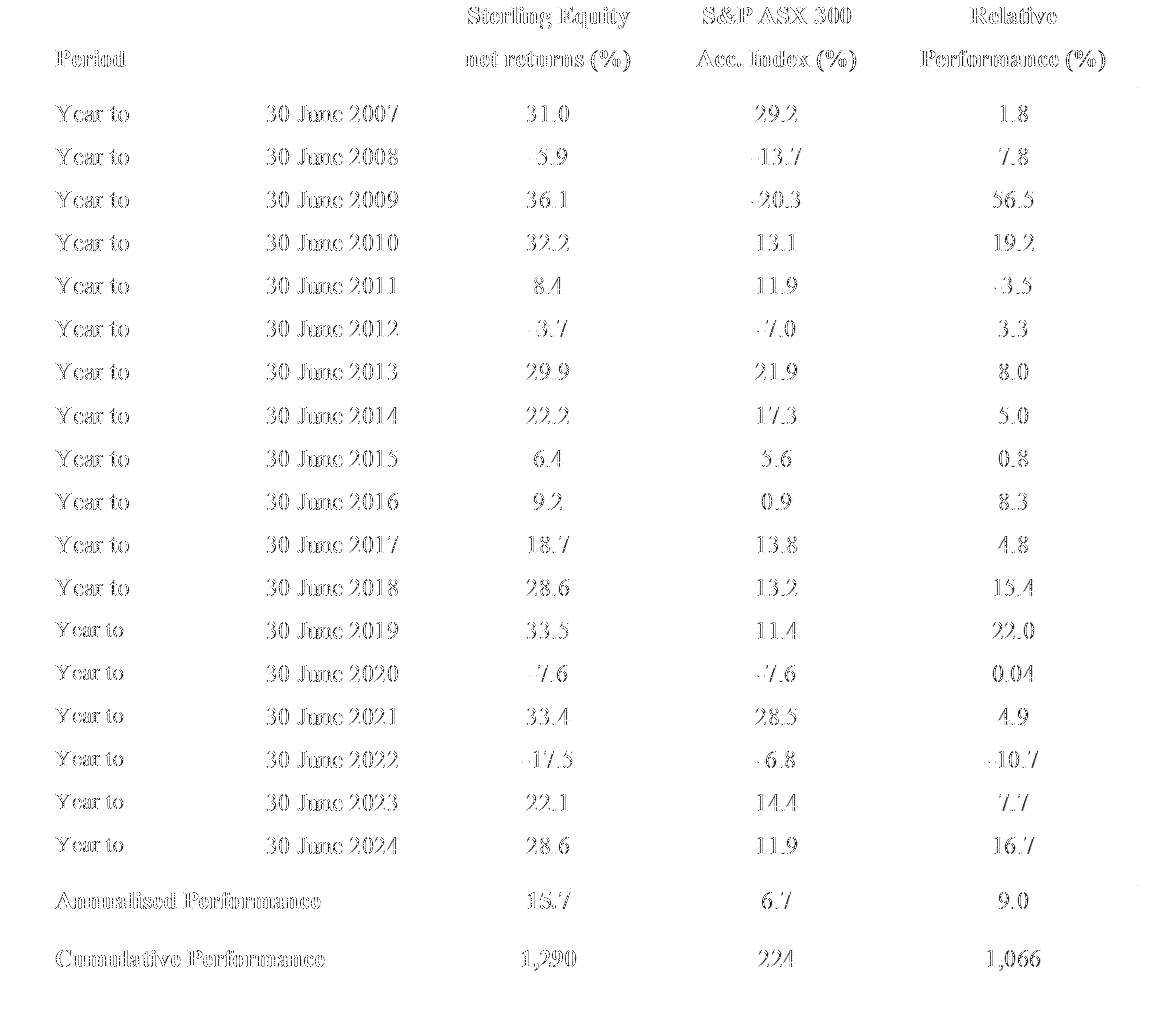 Sterling Equity S&P ASX 300 Relative
Period net returns (%) Acc. Index (%) Performance (%)
Year to 30 June 2007 31.0 29.2 1.8
Year to 30 June 2008 -5.9 -13.7 7.8
Year to 30 June 2009 36.1 -20.3 56.5
Year to 30 June 2010 32.2 13.1 19.2
Year to 30 June 2011 8.4 11.9 -3.5
Year to 30 June 2012 -3.7 -7.0 3.3
Year to 30 June 2013 29.9 21.9 8.0
Year to 30 June 2014 22.2 17.3 5.0
Year to 30 June 2015 6.4 5.6 0.8
Year to 30 June 2016 9.2 0.9 8.3
Year to 30 June 2017 18.7 13.8 4.8
Year to 30 June 2018 28.6 13.2 15.4
Year to 30 June 2019 33.5 11.4 22.0
Year to 30 June 2020 -7.6 -7.6 0.04
Year to 30 June 2021 33.4 28.5 4.9
Year to 30 June 2022 -17.5 -6.8 -10.7
Year to 30 June 2023 22.1 14.4 7.7
Year to 30 June 2024 28.6 11.9 16.7
Annualised Performance 15.7 6.7 9.0
Cumulative Performance 1,290 224 1,066